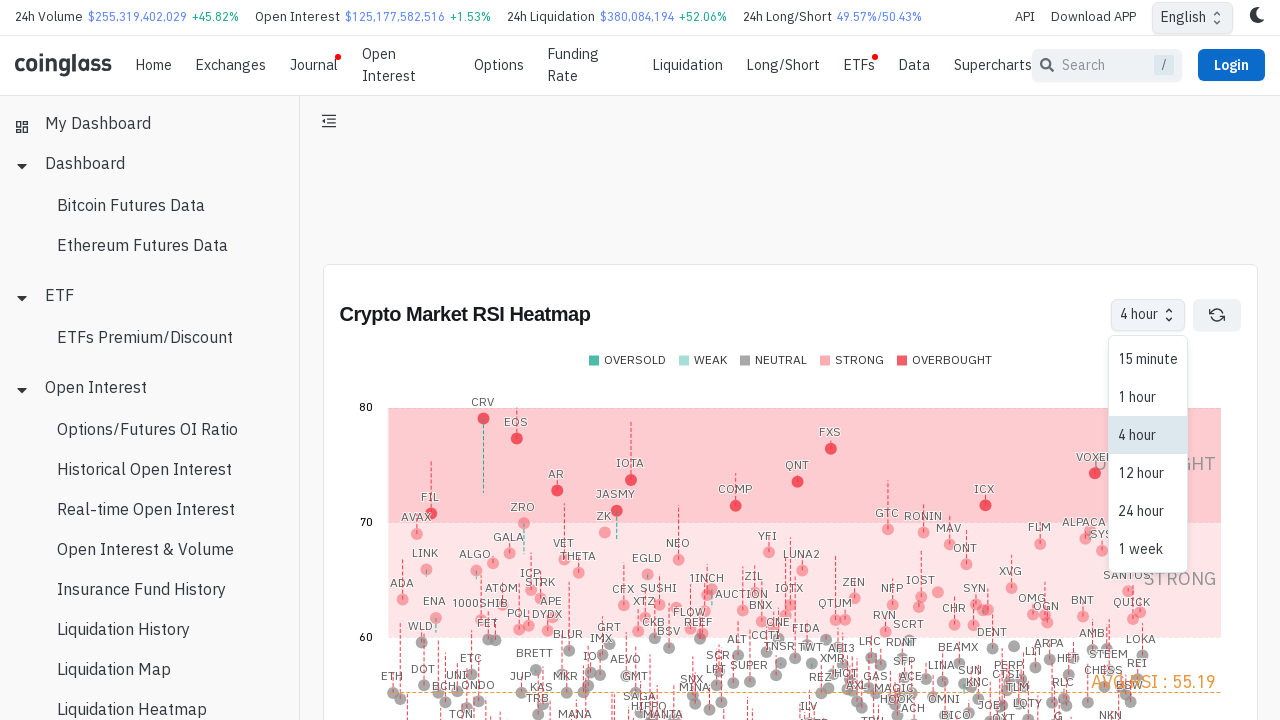 24h Volume $255,319,402,029 +45.82% Open Interest $125,177,582,516 +1.53% 24h Liquidation $380,084,194 +52.06% 24h Long/Short 49.57%/50.43% API Download APP English
coinglass Home Exchanges Journal Open Interest Options Funding Rate Liquidation Long/Short ETFs Data Supercharts Search / Login
My Dashboard
Dashboard
Bitcoin Futures Data
Ethereum Futures Data
ETF
ETFs Premium/Discount
Open Interest
Options/Futures OI Ratio
Historical Open Interest
Real-time Open Interest
Open Interest & Volume
Insurance Fund History
Liquidation History
Liquidation Map
Liquidation Heatmap
Crypto Market RSI Heatmap 4 hour
15 minute
1 hour
4 hour
12 hour
24 hour
1 week
OVERSOLD WEAK NEUTRAL STRONG OVERBOUGHT
80
CRV
EOS
FXS
IOTA
QNT
AR
COMP
ICX
JASMY
FIL
70
ZRO
AVAX
ZK
GTC RONIN
MAV
FLM
ALPACA
GALA
VET
NEO
YFI
ONT
LINK
ALGO
THETA
EGLD
LUNA2
XVG
STRONG
ADA
ATOM
ICP
STRK
CFX SUSHI
1INCH
ZIL
IOTX
ZEN
NFP
IOST
SYN
SANTOS
ENA
1000SHIB
APE
XTZ
AUCTION
BNX
QTUM
CHR
OMG
OGN
BNT
QUICK
60
WLD
FET
POL
DYDX
BLUR
GRT
IMX
CKB
BSV
FLOW
REEF
ALT
ONE
FIDA
RVN
SCRT
DENT
AMB
LOKA
ETH
DOT
ETC
UNI
BRETT
IO
AEVO
SCR
TNSR
TWT
LRC
RDNT
BEAMX
LIT
ARPA
HFT
STEEM
REI
BCH
ONDO
JUP
KAS
MKR
GMT
SNX
MINA
LPT
SUPER
REZ
XMR
GAS
ACE
SFP
LINA
SUN
PERP
RLC
CHESS
AVG RSI : 55.19
TON
MANA
SAGA
HIPPO
MANTA
ILV
MAGIC
HOOK
OMNI
BICO
TLM
LQTY
NKN